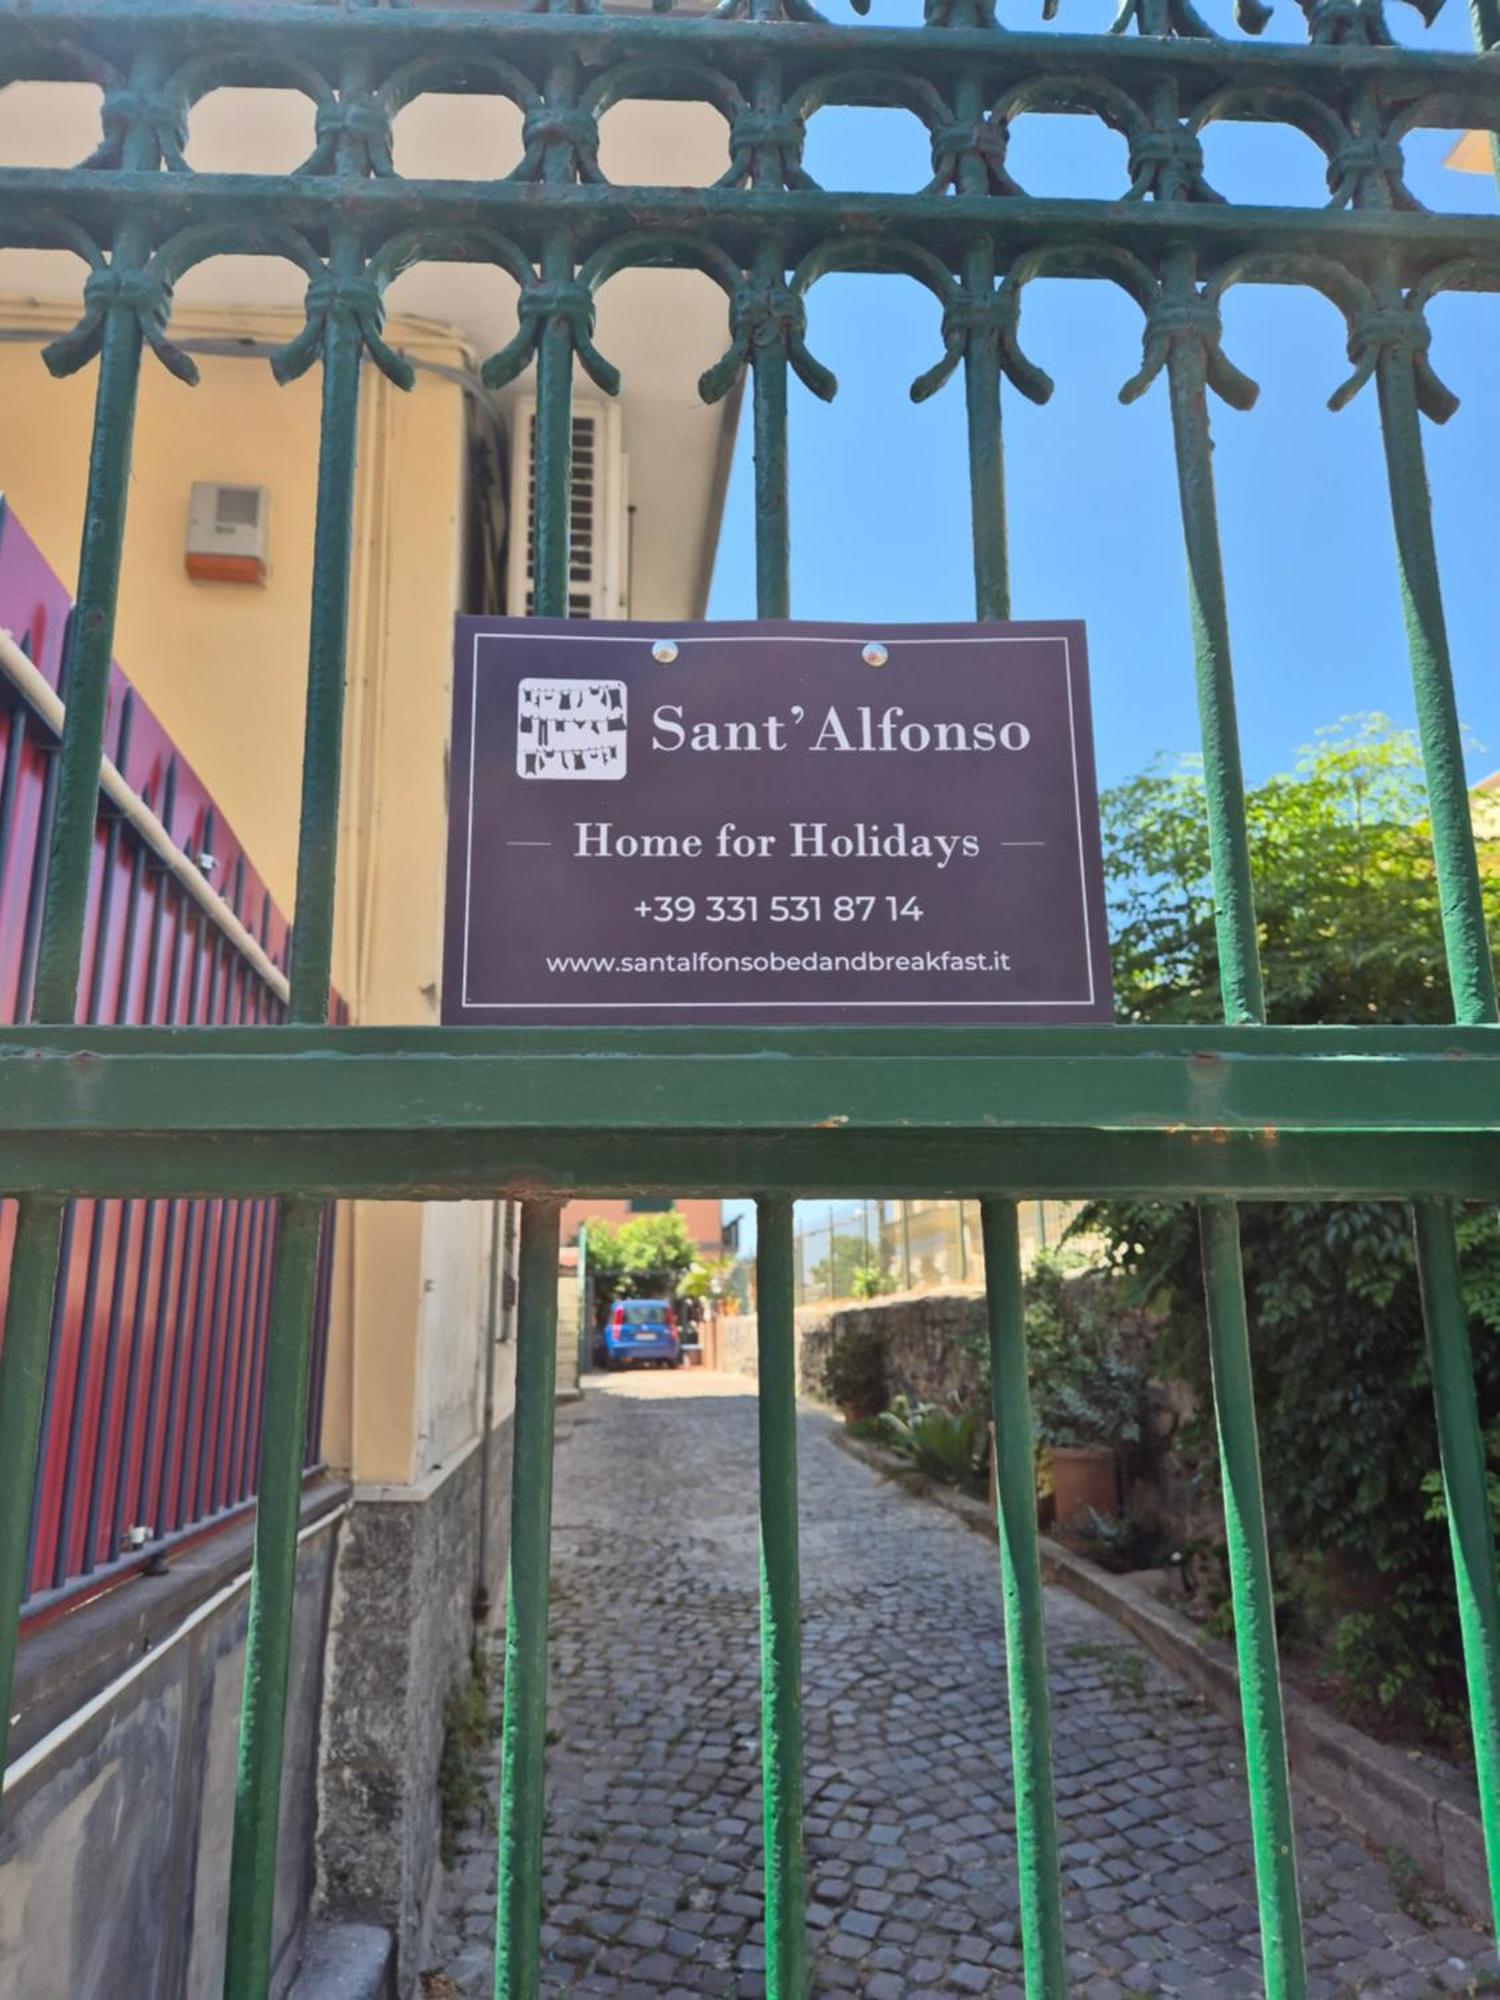 Sant’Alfonso
Home for Holidays
+39 331 531 87 14
www.santalfonsobedandbreakfast.it